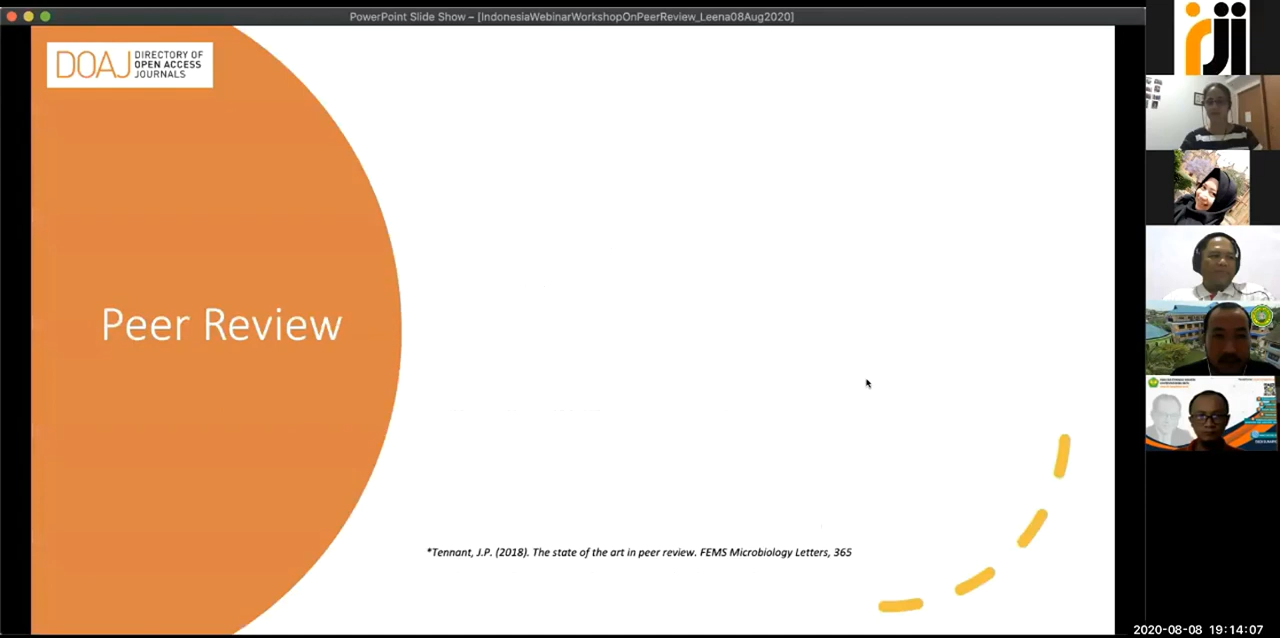 PowerPoint Slide Show – [IndonesiaWebinarWorkshopOnPeerReview_Leena08Aug2020]
DOAJ
DIRECTORY OF
OPEN ACCESS
JOURNALS
rji
Peer Review
*Tennant, J.P. (2018). The state of the art in peer review. FEMS Microbiology Letters, 365
2020-08-08 19:14:07